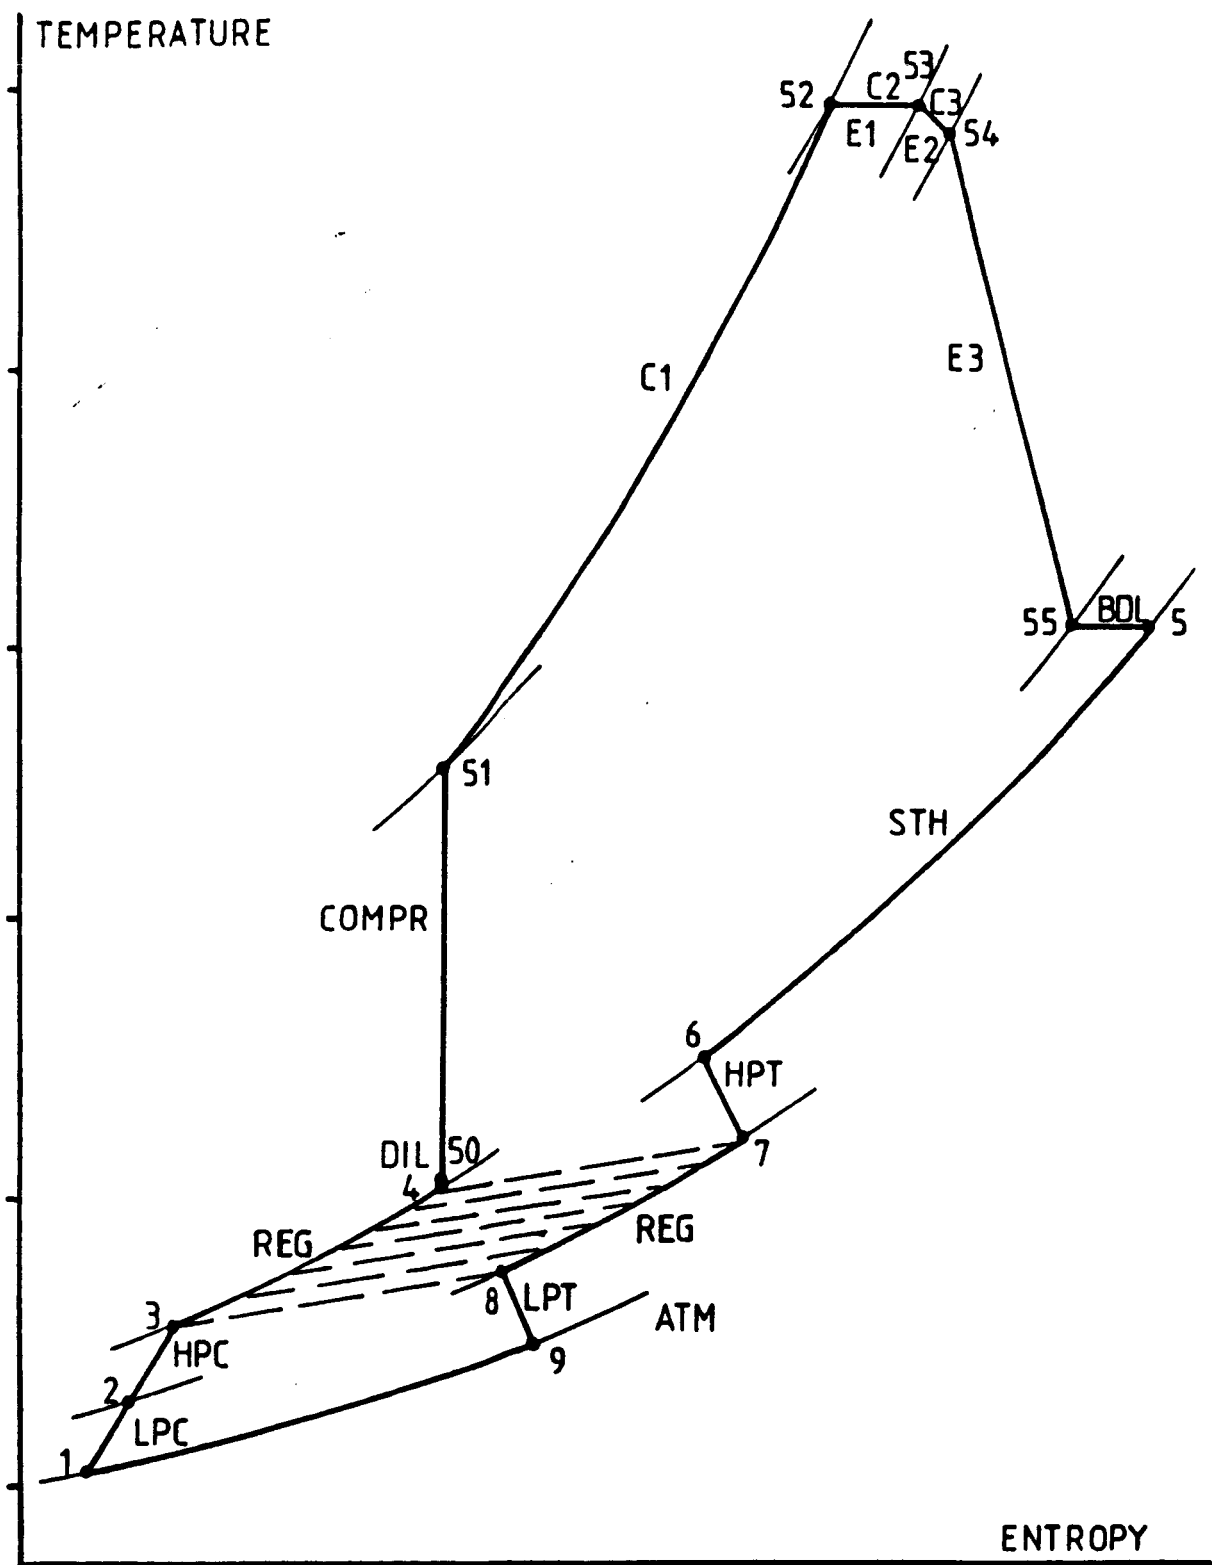 TEMPERATURE
53
52
C2
C3
E1
E2
54
E3
C1
55
BDL
5
51
STH
COMPR
6
HPT
DIL
50
4
7
REG
REG
8
LPT
ATM
3
9
HPC
2
LPC
1
ENTROPY